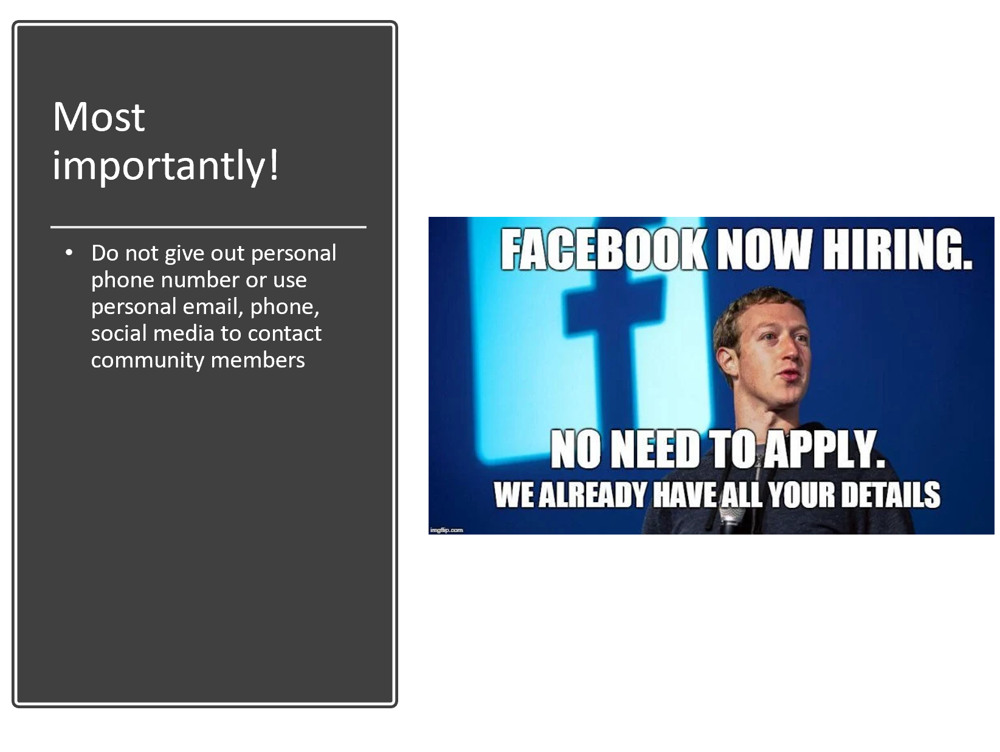 Most
importantly!
• Do not give out personal
phone number or use
personal email, phone,
social media to contact
community members
FACEBOOK NOW HIRING.
NO NEED TO APPLY.
WE ALREADY HAVE ALL YOUR DETAILS
imgflip.com